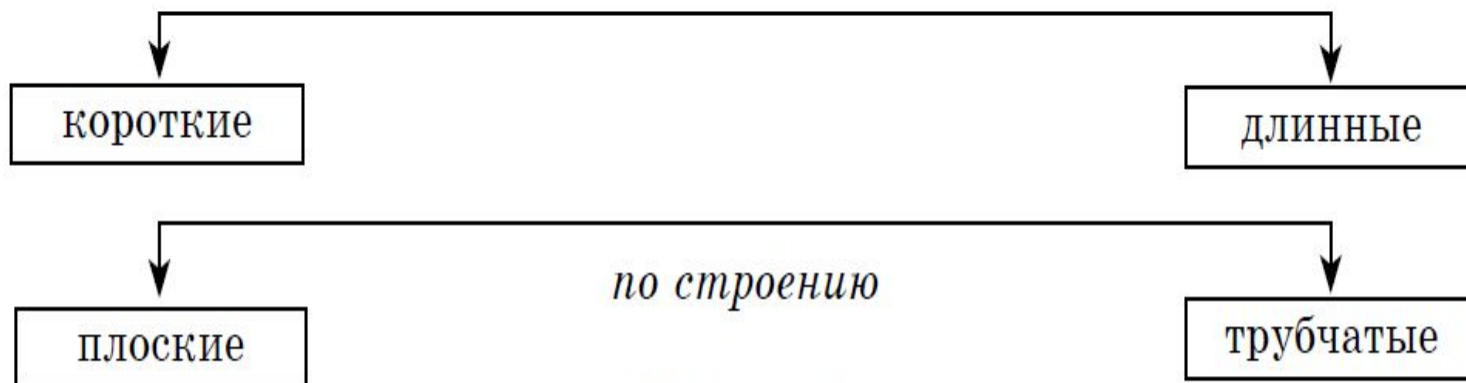 короткие
длинные
по строению
плоские
трубчатые